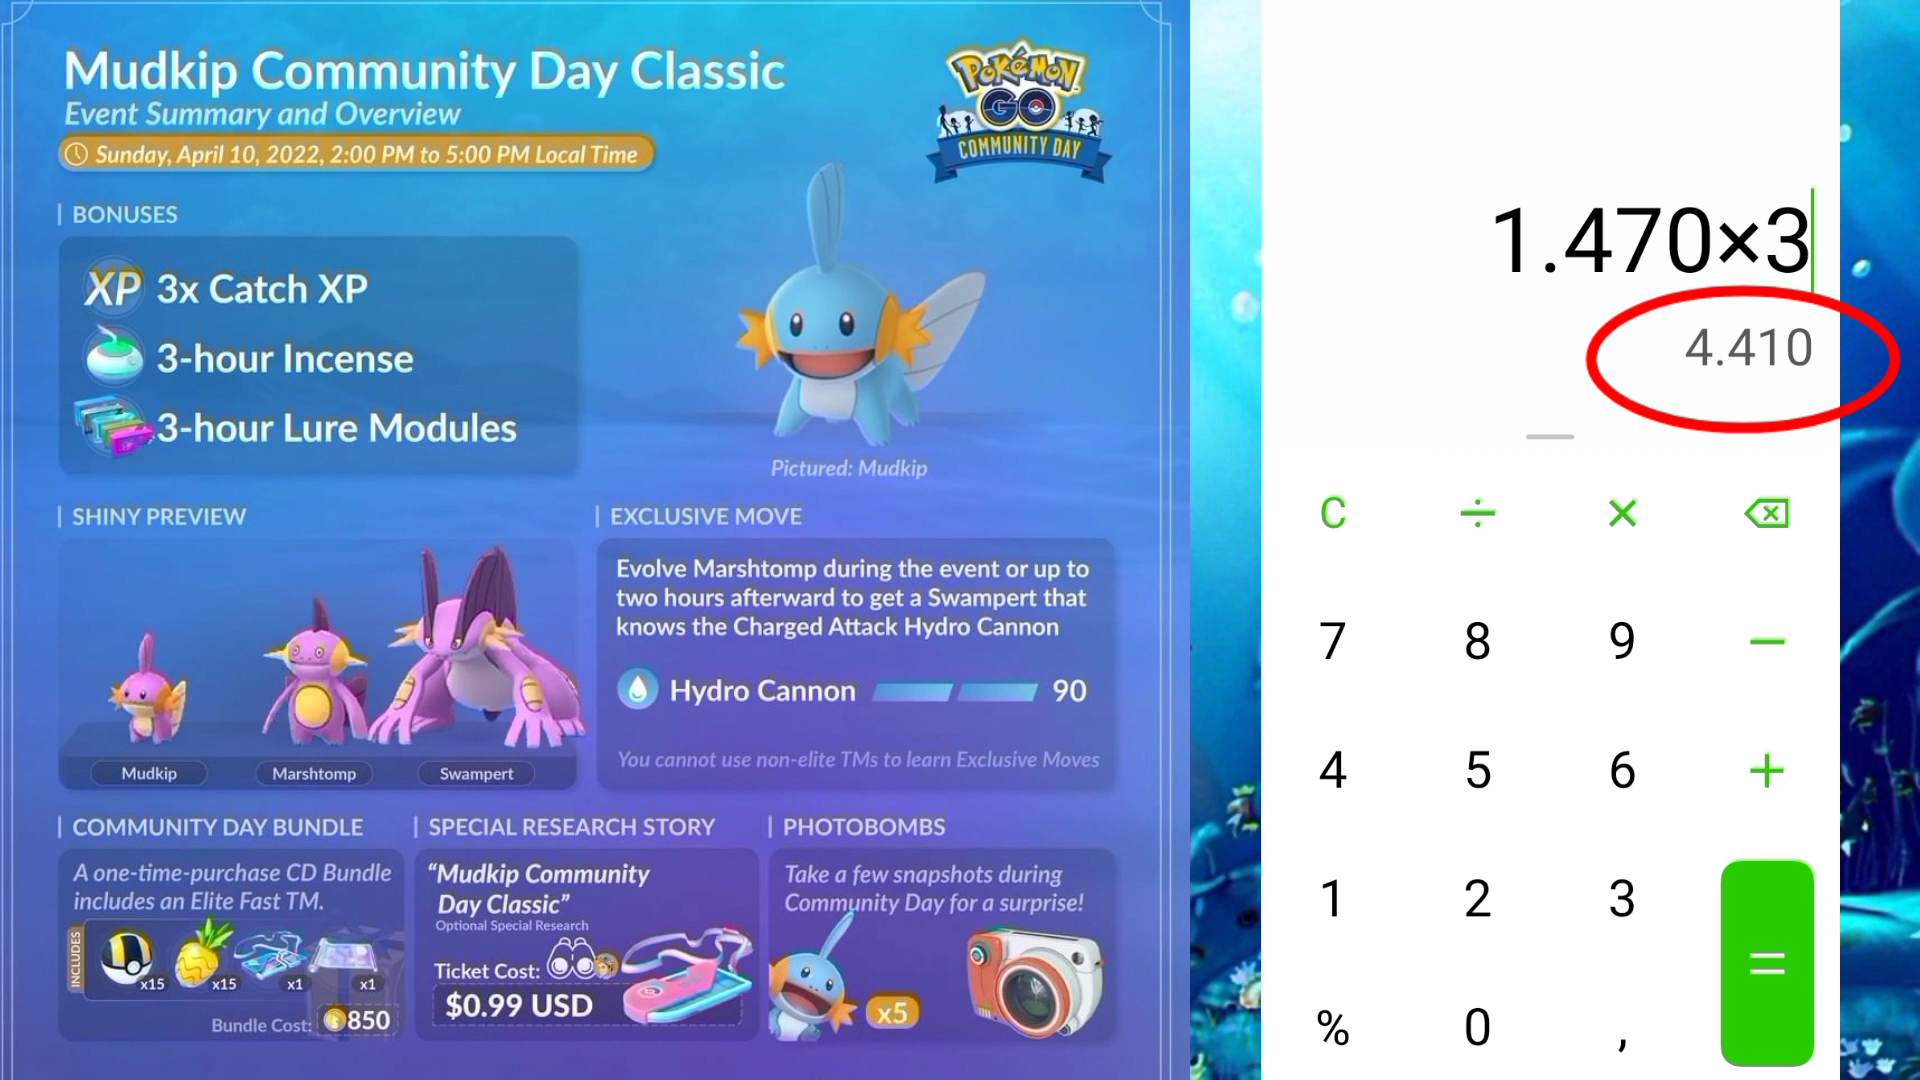 Mudkip Community Day Classic
Event Summary and Overview
Sunday, April 10, 2022, 2:00 PM to 5:00 PM Local Time
POKÉMON
GO
COMMUNITY DAY
BONUSES
XP 3x Catch XP
3-hour Incense
3-hour Lure Modules
Pictured: Mudkip
SHINY PREVIEW
Mudkip
Marshtomp
Swampert
EXCLUSIVE MOVE
Evolve Marshtomp during the event or up to
two hours afterward to get a Swampert that
knows the Charged Attack Hydro Cannon
Hydro Cannon 90
You cannot use non-elite TMs to learn Exclusive Moves
COMMUNITY DAY BUNDLE
A one-time-purchase CD Bundle
includes an Elite Fast TM.
INCLUDES
x15 x15 x1 x1
Bundle Cost: 850
SPECIAL RESEARCH STORY
“Mudkip Community
Day Classic”
Optional Special Research
Ticket Cost:
$0.99 USD
PHOTOBOMBS
Take a few snapshots during
Community Day for a surprise!
x5
1.470×3
4.410
C ÷ ×
7 8 9 −
4 5 6 +
1 2 3
=
% 0 ,